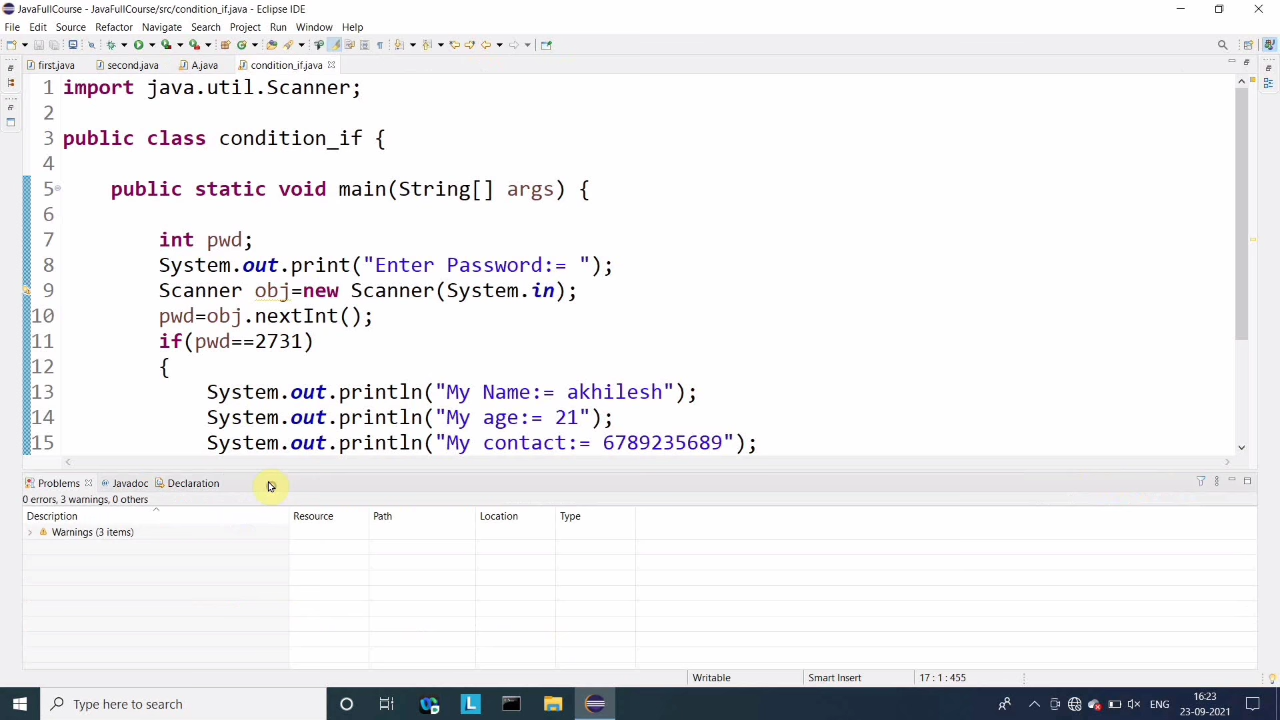 JavaFullCourse - JavaFullCourse/src/condition_if.java - Eclipse IDE
File Edit Source Refactor Navigate Search Project Run Window Help
first.java second.java A.java condition_if.java
1 import java.util.Scanner;
2
3 public class condition_if {
4
5 public static void main(String[] args) {
6
7 int pwd;
8 System.out.print("Enter Password:= ");
9 Scanner obj=new Scanner(System.in);
10 pwd=obj.nextInt();
11 if(pwd==2731)
12 {
13 System.out.println("My Name:= akhilesh");
14 System.out.println("My age:= 21");
15 System.out.println("My contact:= 6789235689");
Problems Javadoc Declaration
0 errors, 3 warnings, 0 others
Description Resource Path Location Type
Warnings (3 items)
Writable Smart Insert 17 : 1 : 455
Type here to search L ENG 16:23
23-09-2021